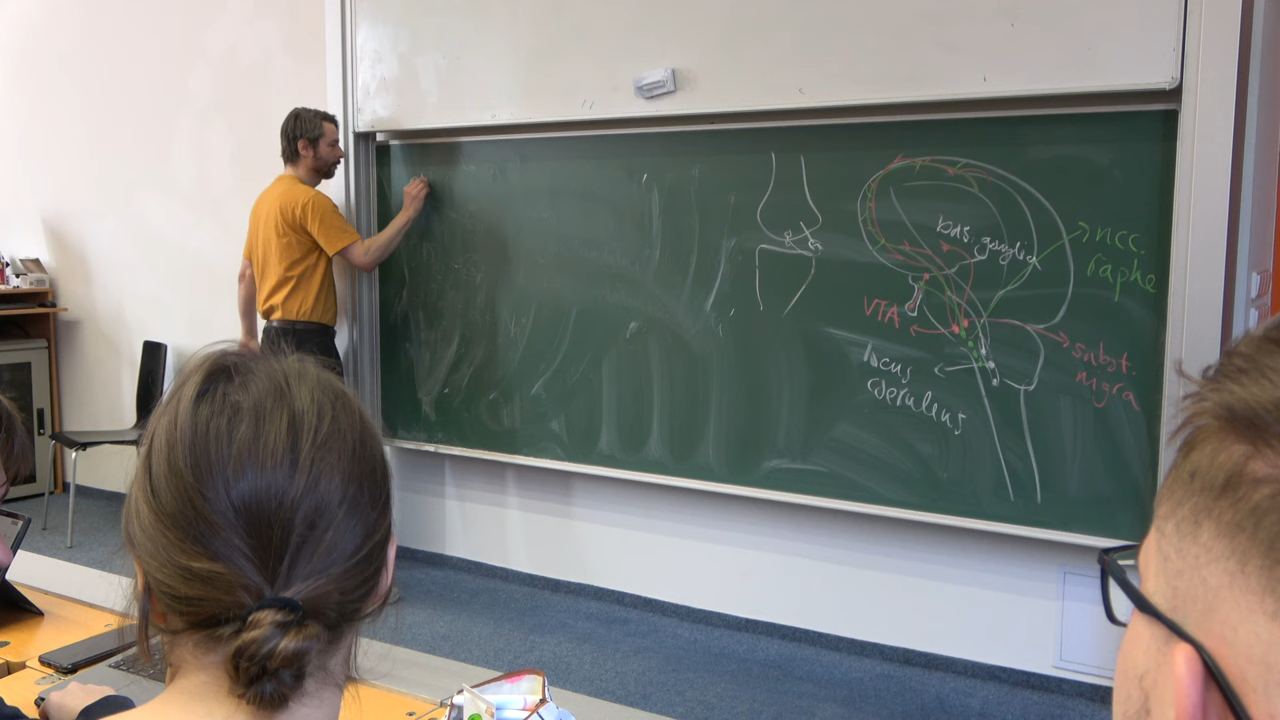 bas. ganglia
ncc.
raphe
VTA
subst.
nigra
locus
coeruleus